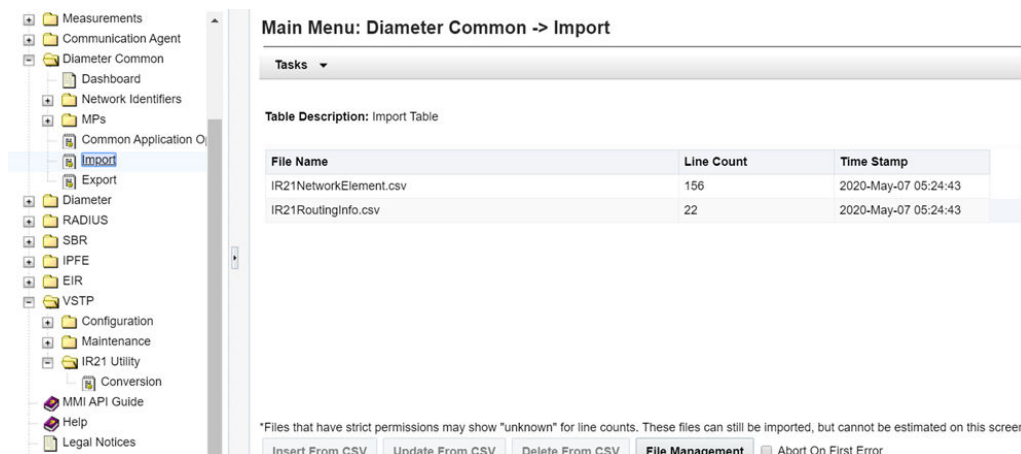 Measurements
Communication Agent
Diameter Common
Dashboard
Network Identifiers
MPs
Common Application
Import
Export
Diameter
RADIUS
SBR
IPFE
EIR
VSTP
Configuration
Maintenance
IR21 Utility
Conversion
MMI API Guide
Help
Legal Notices
Main Menu: Diameter Common -> Import
Tasks
Table Description: Import Table
File Name Line Count Time Stamp
IR21NetworkElement.csv 156 2020-May-07 05:24:43
IR21RoutingInfo.csv 22 2020-May-07 05:24:43
*Files that have strict permissions may show "unknown" for line counts. These files can still be imported, but cannot be estimated on this screen
Insert From CSV Update From CSV Delete From CSV File Management Abort On First Error